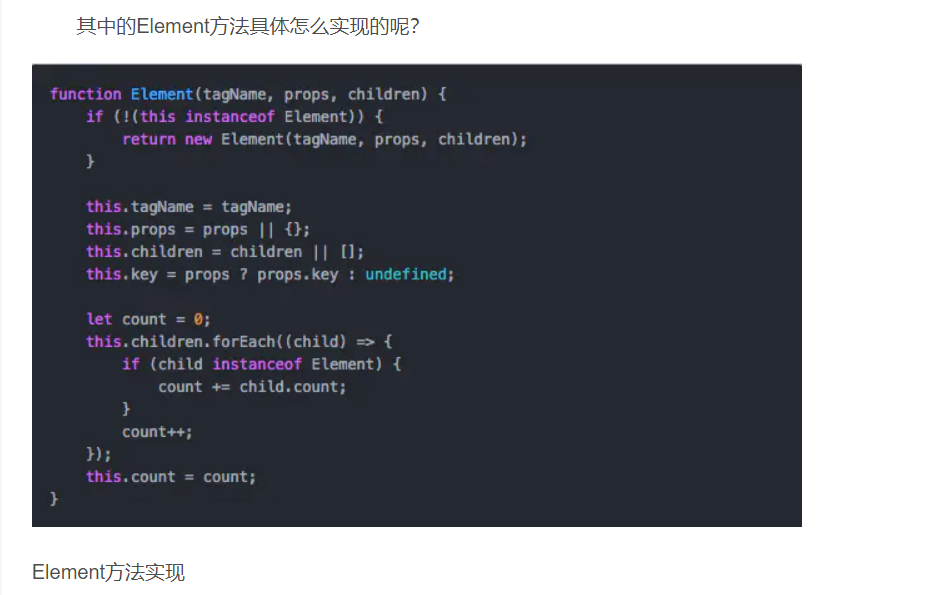 其中的Element方法具体怎么实现的呢？
function Element(tagName, props, children) {
    if (!(this instanceof Element)) {
        return new Element(tagName, props, children);
    }

    this.tagName = tagName;
    this.props = props || {};
    this.children = children || [];
    this.key = props ? props.key : undefined;

    let count = 0;
    this.children.forEach((child) => {
        if (child instanceof Element) {
            count += child.count;
        }
        count++;
    });
    this.count = count;
}
Element方法实现